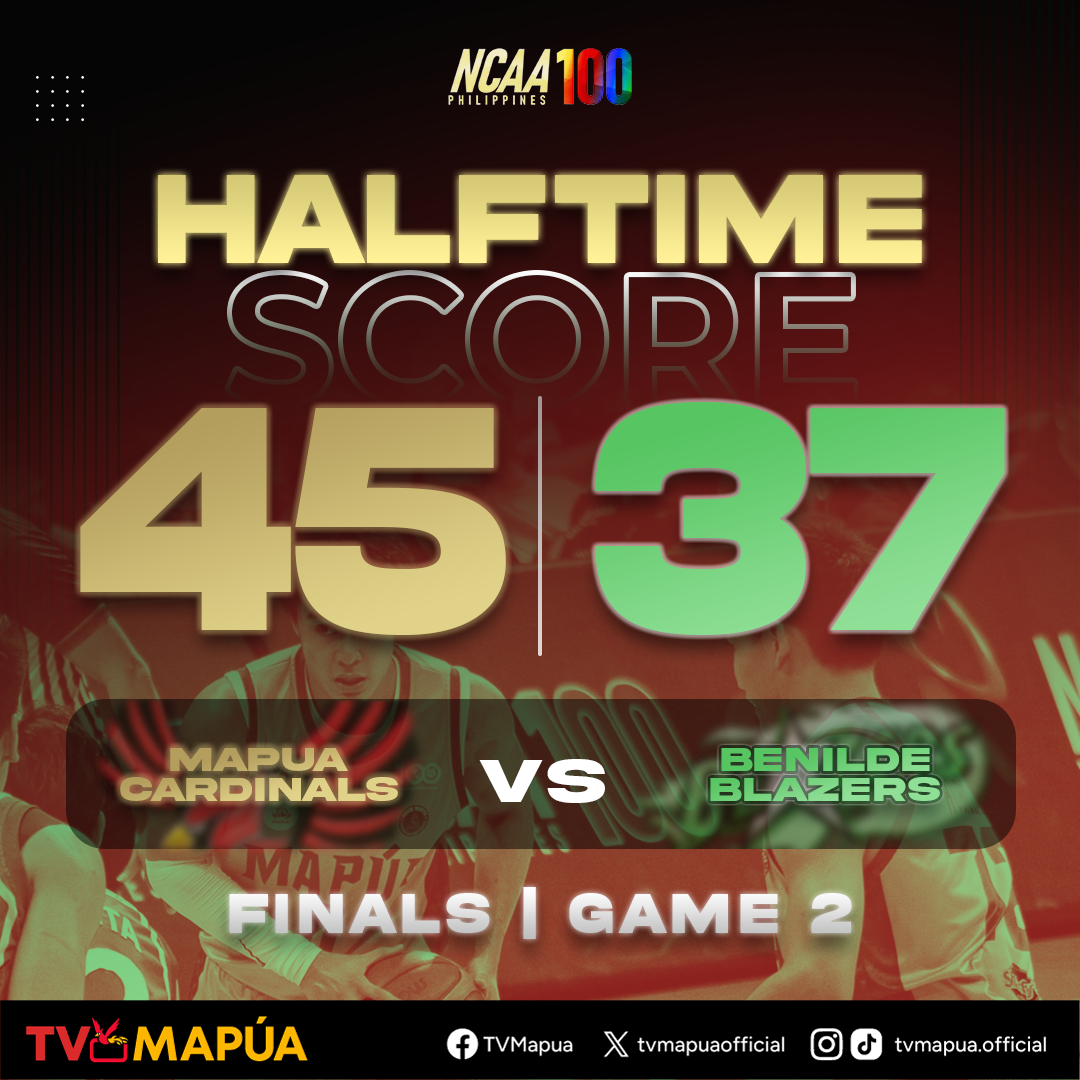 NCAA 100
PHILIPPINES
HALFTIME
SCORE
45 37
MAPUA
CARDINALS
VS
BENILDE
BLAZERS
MAPÚA
FINALS | GAME 2
TV MAPÚA
TVMapua
tvmapuaofficial
tvmapua.official